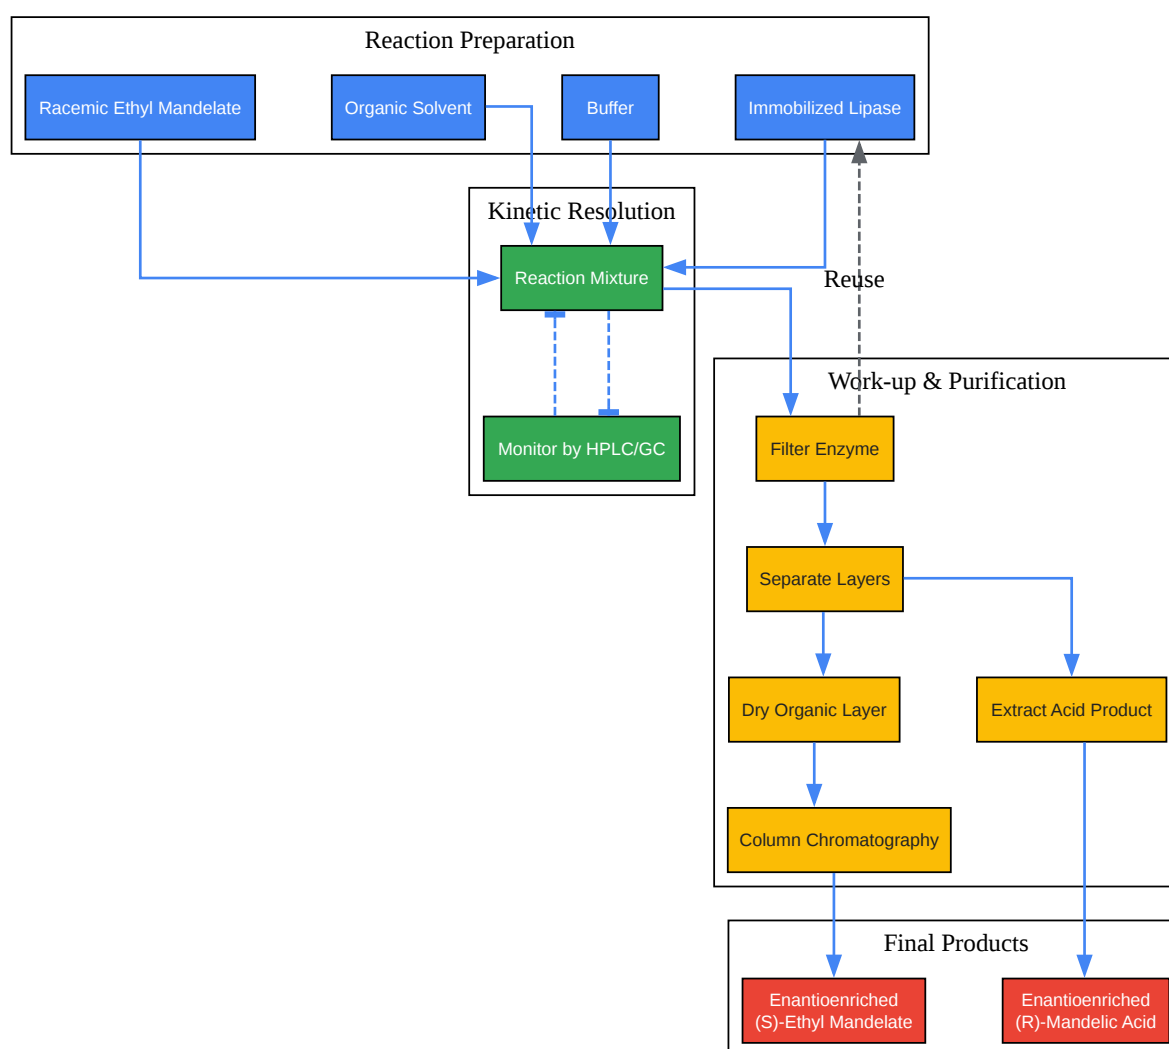 Reaction Preparation
Racemic Ethyl Mandelate
Organic Solvent
Buffer
Immobilized Lipase
Kinetic Resolution
Reaction Mixture
Reuse
Work-up & Purification
Monitor by HPLC/GC
Filter Enzyme
Separate Layers
Dry Organic Layer
Extract Acid Product
Column Chromatography
Final Products
Enantioenriched
(S)-Ethyl Mandelate
Enantioenriched
(R)-Mandelic Acid